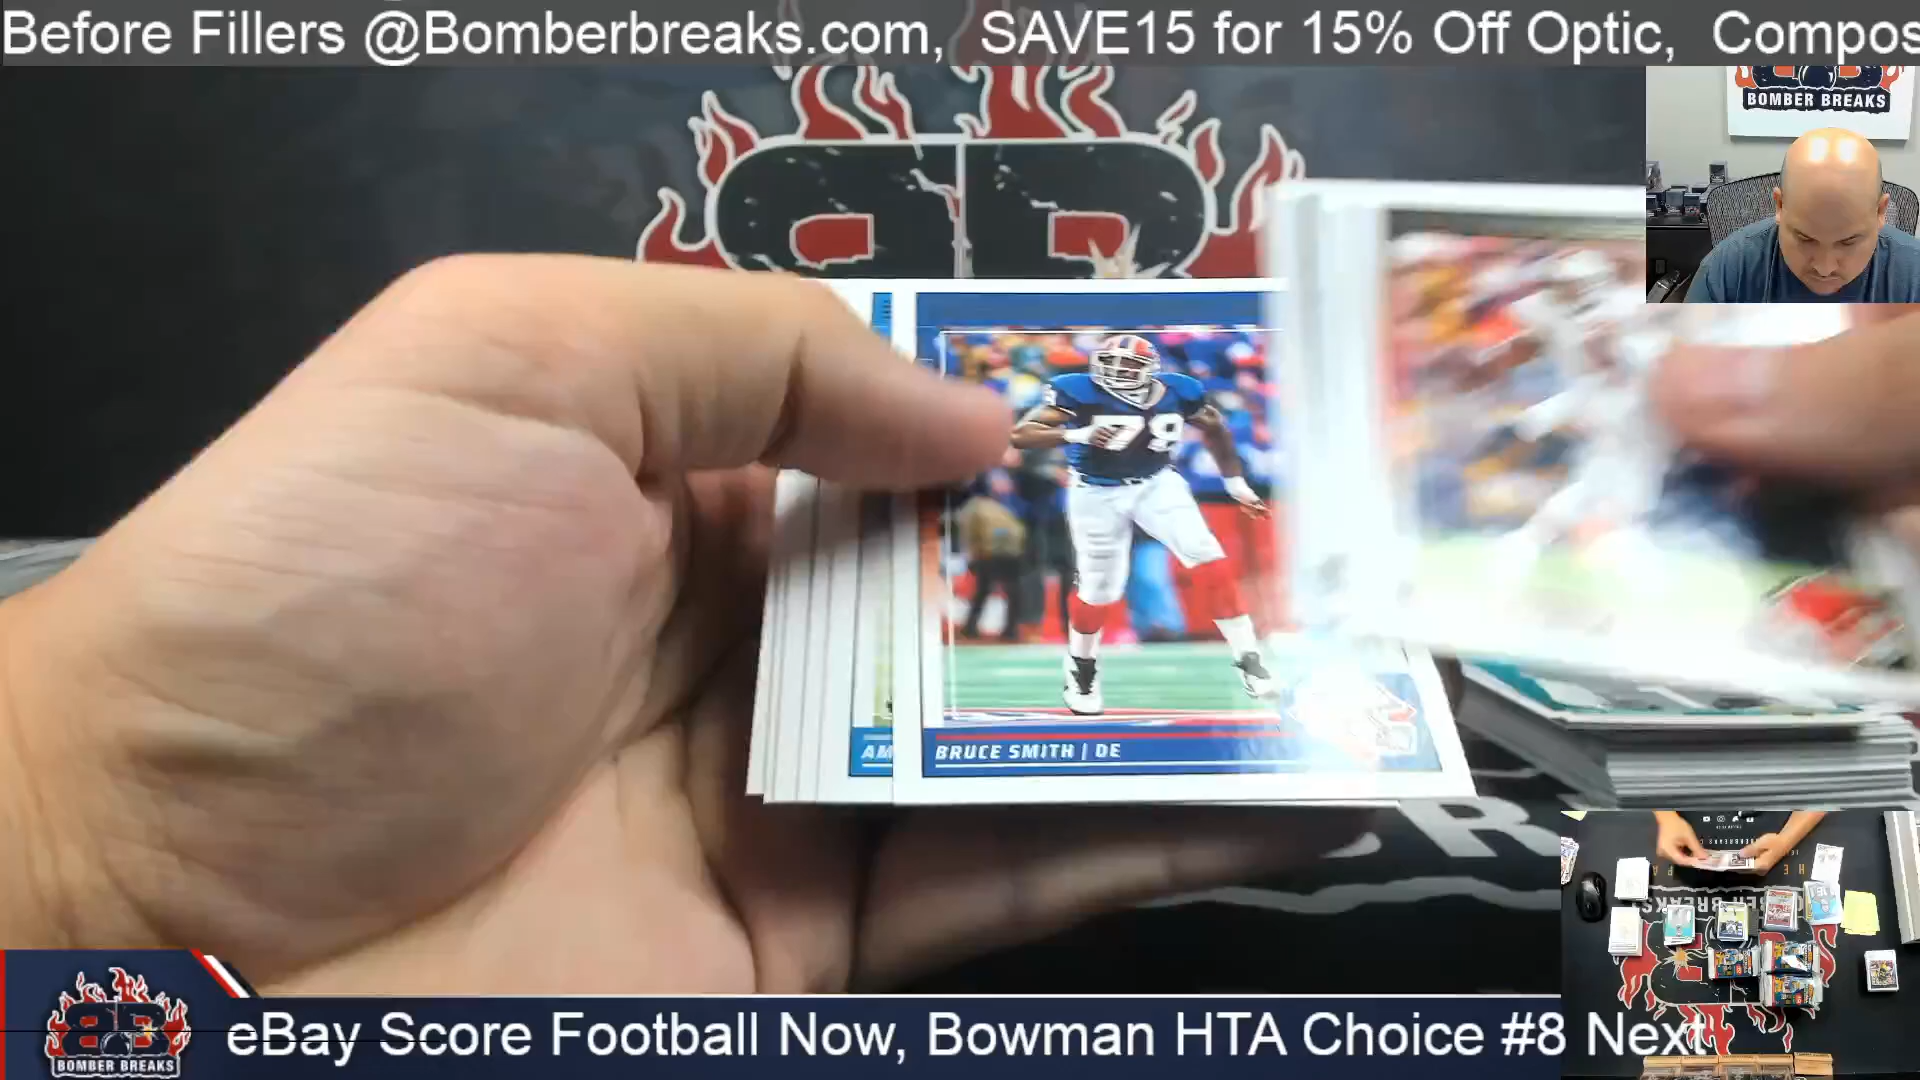 Before Fillers @Bomberbreaks.com, SAVE15 for 15% Off Optic, Compos
BOMBER BREAKS
78
AM
BRUCE SMITH | DE
R
eBay Score Football Now, Bowman HTA Choice #8 Next
BOMBER BREAKS